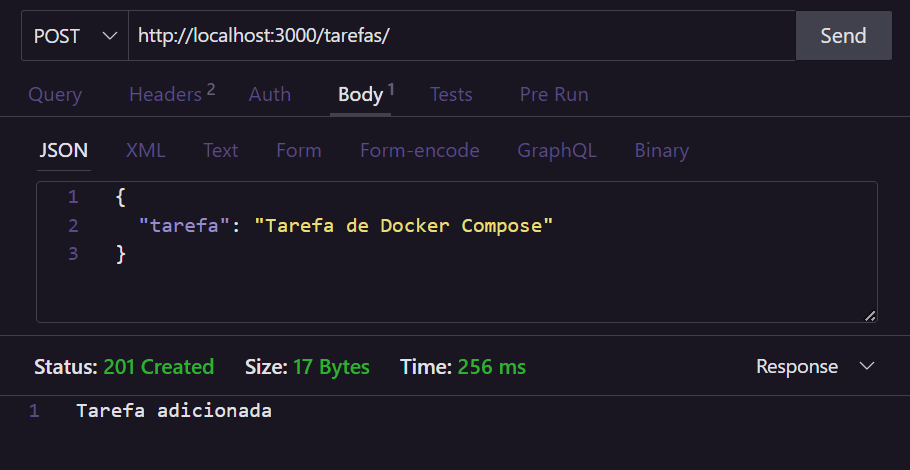 POST http://localhost:3000/tarefas/ Send
Query Headers 2 Auth Body 1 Tests Pre Run
JSON XML Text Form Form-encode GraphQL Binary
1 {
2 "tarefa": "Tarefa de Docker Compose"
3 }
Status: 201 Created Size: 17 Bytes Time: 256 ms Response
1 Tarefa adicionada